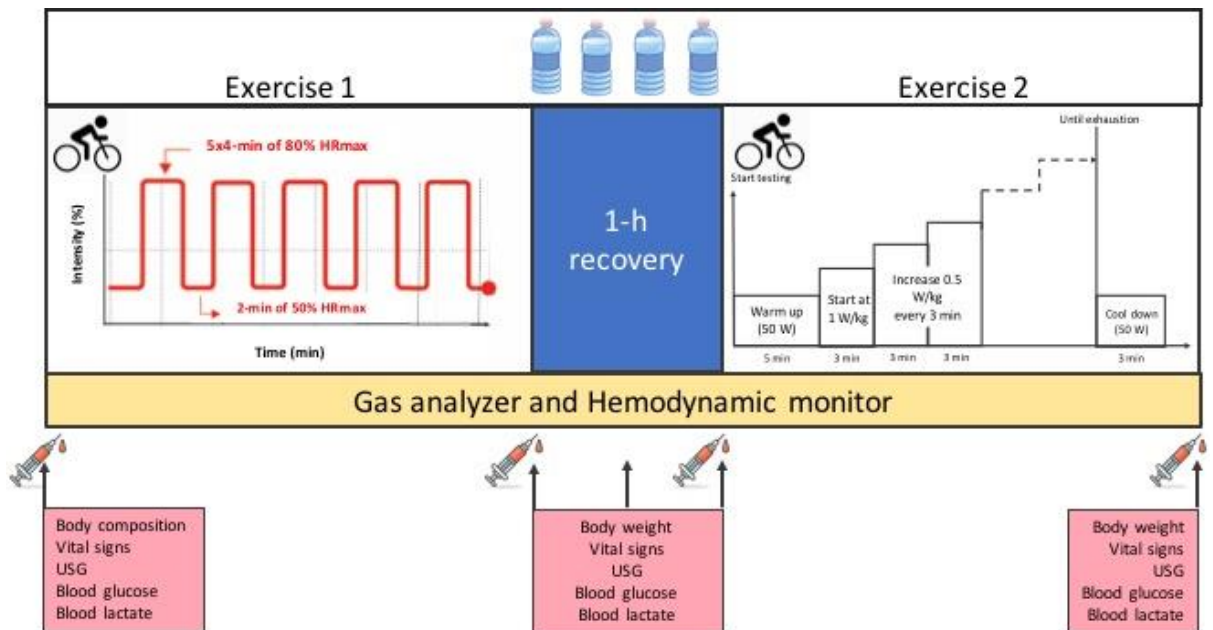 Exercise 1
Exercise 2
5x4-min of 80% HRmax
Intensity (%)
2-min of 50% HRmax
Time (min)
1-h
recovery
Until exhaustion
Start testing
Warm up
(50 W)
Start at
1 W/kg
Increase 0.5
W/kg
every 3 min
Cool down
(50 W)
5 min
3 min
3 min
3 min
3 min
Gas analyzer and Hemodynamic monitor
Body composition
Vital signs
USG
Blood glucose
Blood lactate
Body weight
Vital signs
USG
Blood glucose
Blood lactate
Body weight
Vital signs
USG
Blood glucose
Blood lactate